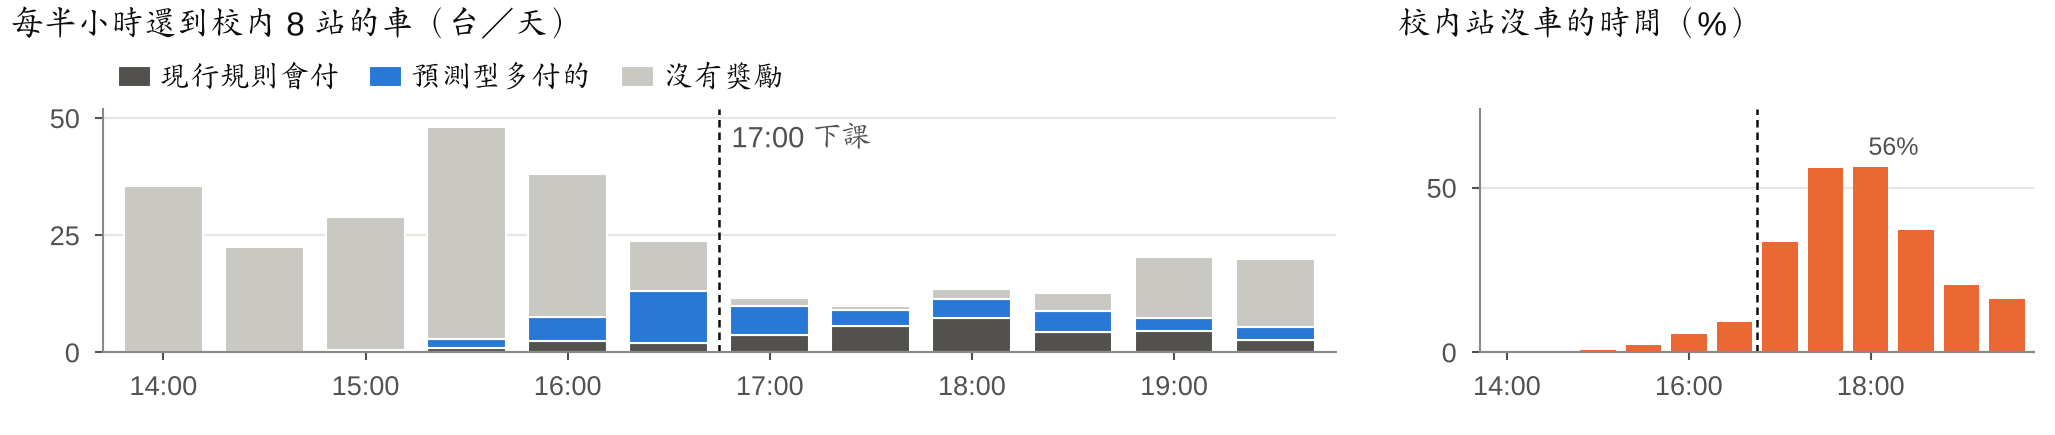 每半小時還到校內 8 站的車（台／天）
現行規則會付
預測型多付的
沒有獎勵
50
25
0
17:00 下課
14:00
15:00
16:00
17:00
18:00
19:00
校內站沒車的時間（%）
56%
50
0
14:00
16:00
18:00